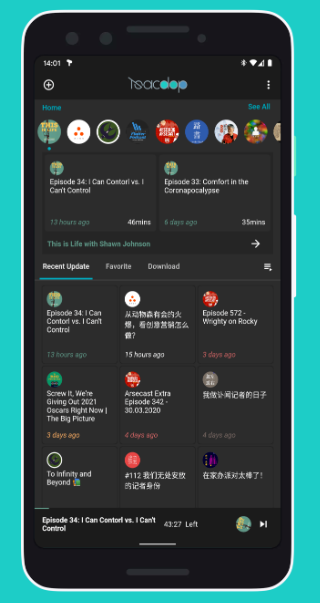 14:01
Home
See All
Episode 34: I Can Contorl vs. I
Can't Control
13 hours ago
46mins
Episode 33: Comfort in the
Coronapocalypse
6 days ago
35mins
This is Life with Shawn Johnson
Recent Update
Favorite
Download
Episode 34: I
Can Contorl vs.
I Can't Control
13 hours ago
从动物森友会的火
爆，看创意营销怎么
做?
15 hours ago
Episode 572 -
Wrighty on Rocky
3 days ago
Screw It, We're
Giving Out 2021
Oscars Right Now |
The Big Picture
3 days ago
Arsecast Extra
Episode 342 -
30.03.2020
4 days ago
我做讣闻记者的日子
4 days ago
To Infinity and
Beyond
#112 我们无处安放
的记者身份
在家办派对太棒了!
Episode 34: I Can Contorl vs. I Can't
Control
43:27 Left